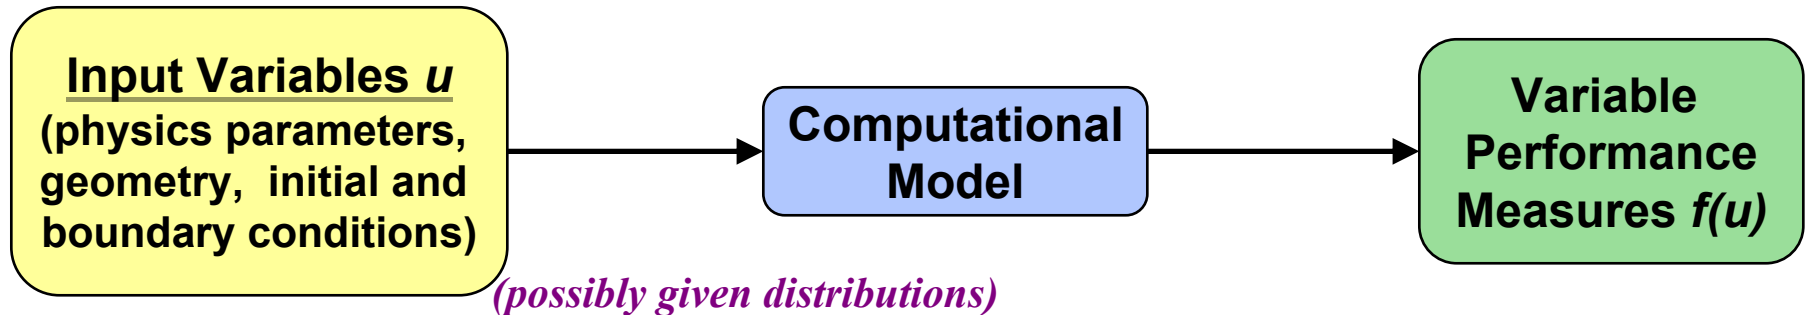 Input Variables u
(physics parameters,
geometry, initial and
boundary conditions)
(possibly given distributions)
Computational
Model
Variable
Performance
Measures f(u)